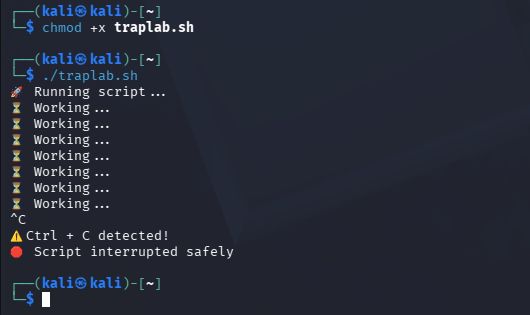 ┌──(kali㉿kali)-[~]
└─$ chmod +x traplab.sh
┌──(kali㉿kali)-[~]
└─$ ./traplab.sh
🚀 Running script...
⏳ Working...
⏳ Working...
⏳ Working...
⏳ Working...
⏳ Working...
⏳ Working...
⏳ Working...
^C
⚠️Ctrl + C detected!
🛑 Script interrupted safely
┌──(kali㉿kali)-[~]
└─$